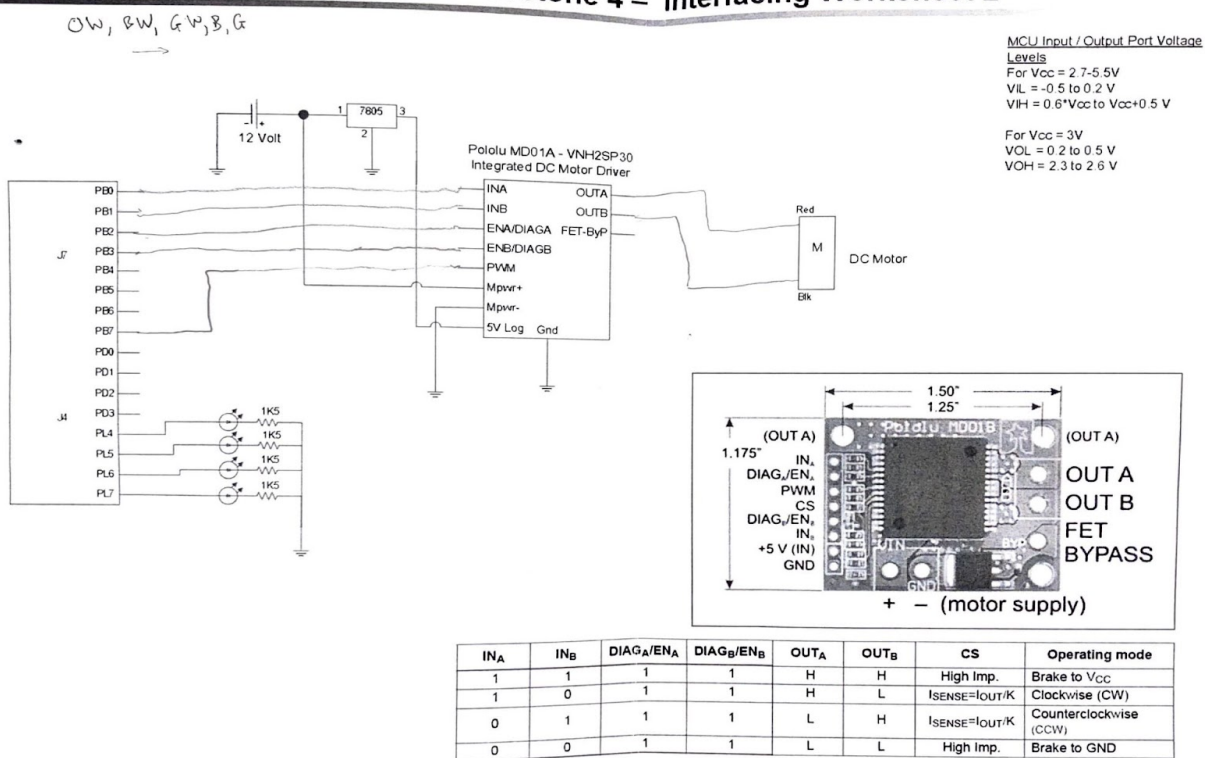 4 – Interfacing
OW, BW, GW, B, G
MCU Input / Output Port Voltage
Levels
For Vcc = 2.7-5.5V
VIL = -0.5 to 0.2 V
VIH = 0.6*Vcc to Vcc+0.5 V
For Vcc = 3V
VOL = 0.2 to 0.5 V
VOH = 2.3 to 2.6 V
- +
12 Volt
1 7805 3
2
Pololu MD01A - VNH2SP30
Integrated DC Motor Driver
J7
PB0
PB1
PB2
PB3
PB4
PB5
PB6
PB7
PD0
PD1
PD2
J4
PD3
PL4
PL5
PL6
PL7
1K5
1K5
1K5
1K5
INA
INB
ENA/DIAGA
ENB/DIAGB
PWM
Mpwr+
Mpwr-
5V Log Gnd
OUTA
OUTB
FET-ByP
Red
M
DC Motor
Blk
1.50"
1.25"
1.175"
Pololu MD01B
(OUT A)
INA
DIAGA/ENA
PWM
CS
DIAGB/ENB
INB
+5 V (IN)
GND
VIN
GND
BYP
(OUT A)
OUT A
OUT B
FET
BYPASS
+ – (motor supply)
INA INB DIAGA/ENA DIAGB/ENB OUTA OUTB CS Operating mode
1 1 1 1 H H High Imp. Brake to VCC
1 0 1 1 H L ISENSE=IOUT/K Clockwise (CW)
0 1 1 1 L H ISENSE=IOUT/K Counterclockwise
(CCW)
0 0 1 1 L L High Imp. Brake to GND